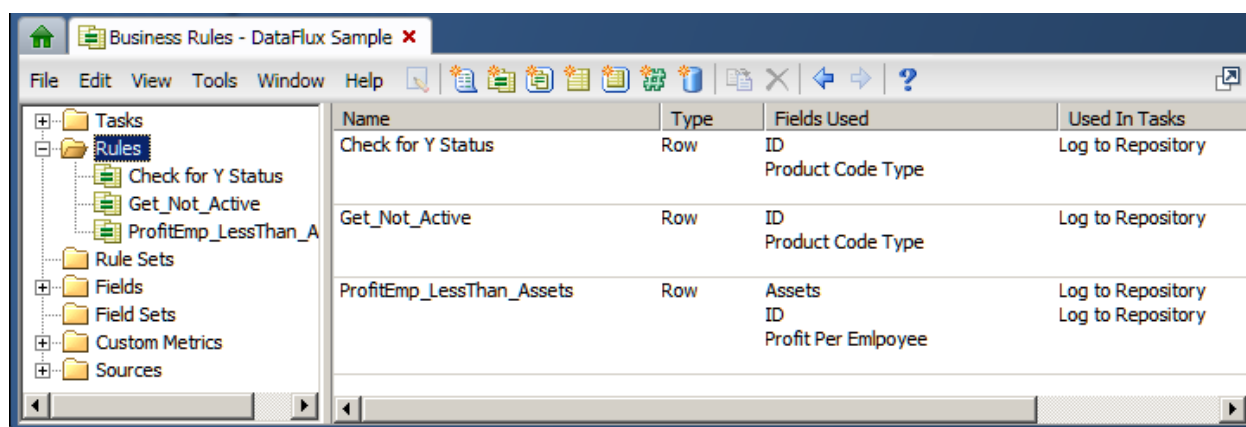 Business Rules - DataFlux Sample
File Edit View Tools Window Help
Tasks
Rules
Check for Y Status
Get_Not_Active
ProfitEmp_LessThan_A
Rule Sets
Fields
Field Sets
Custom Metrics
Sources
Name Type Fields Used Used In Tasks
Check for Y Status Row ID Log to Repository
Product Code Type
Get_Not_Active Row ID Log to Repository
Product Code Type
ProfitEmp_LessThan_Assets Row Assets Log to Repository
ID Log to Repository
Profit Per Emlpoyee